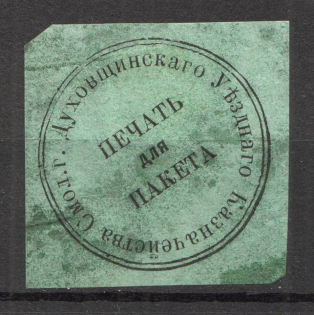 Духовщинскаго Уѣзднаго Казначейства Смол. г.
ПЕЧАТЬ
для
ПАКЕТА